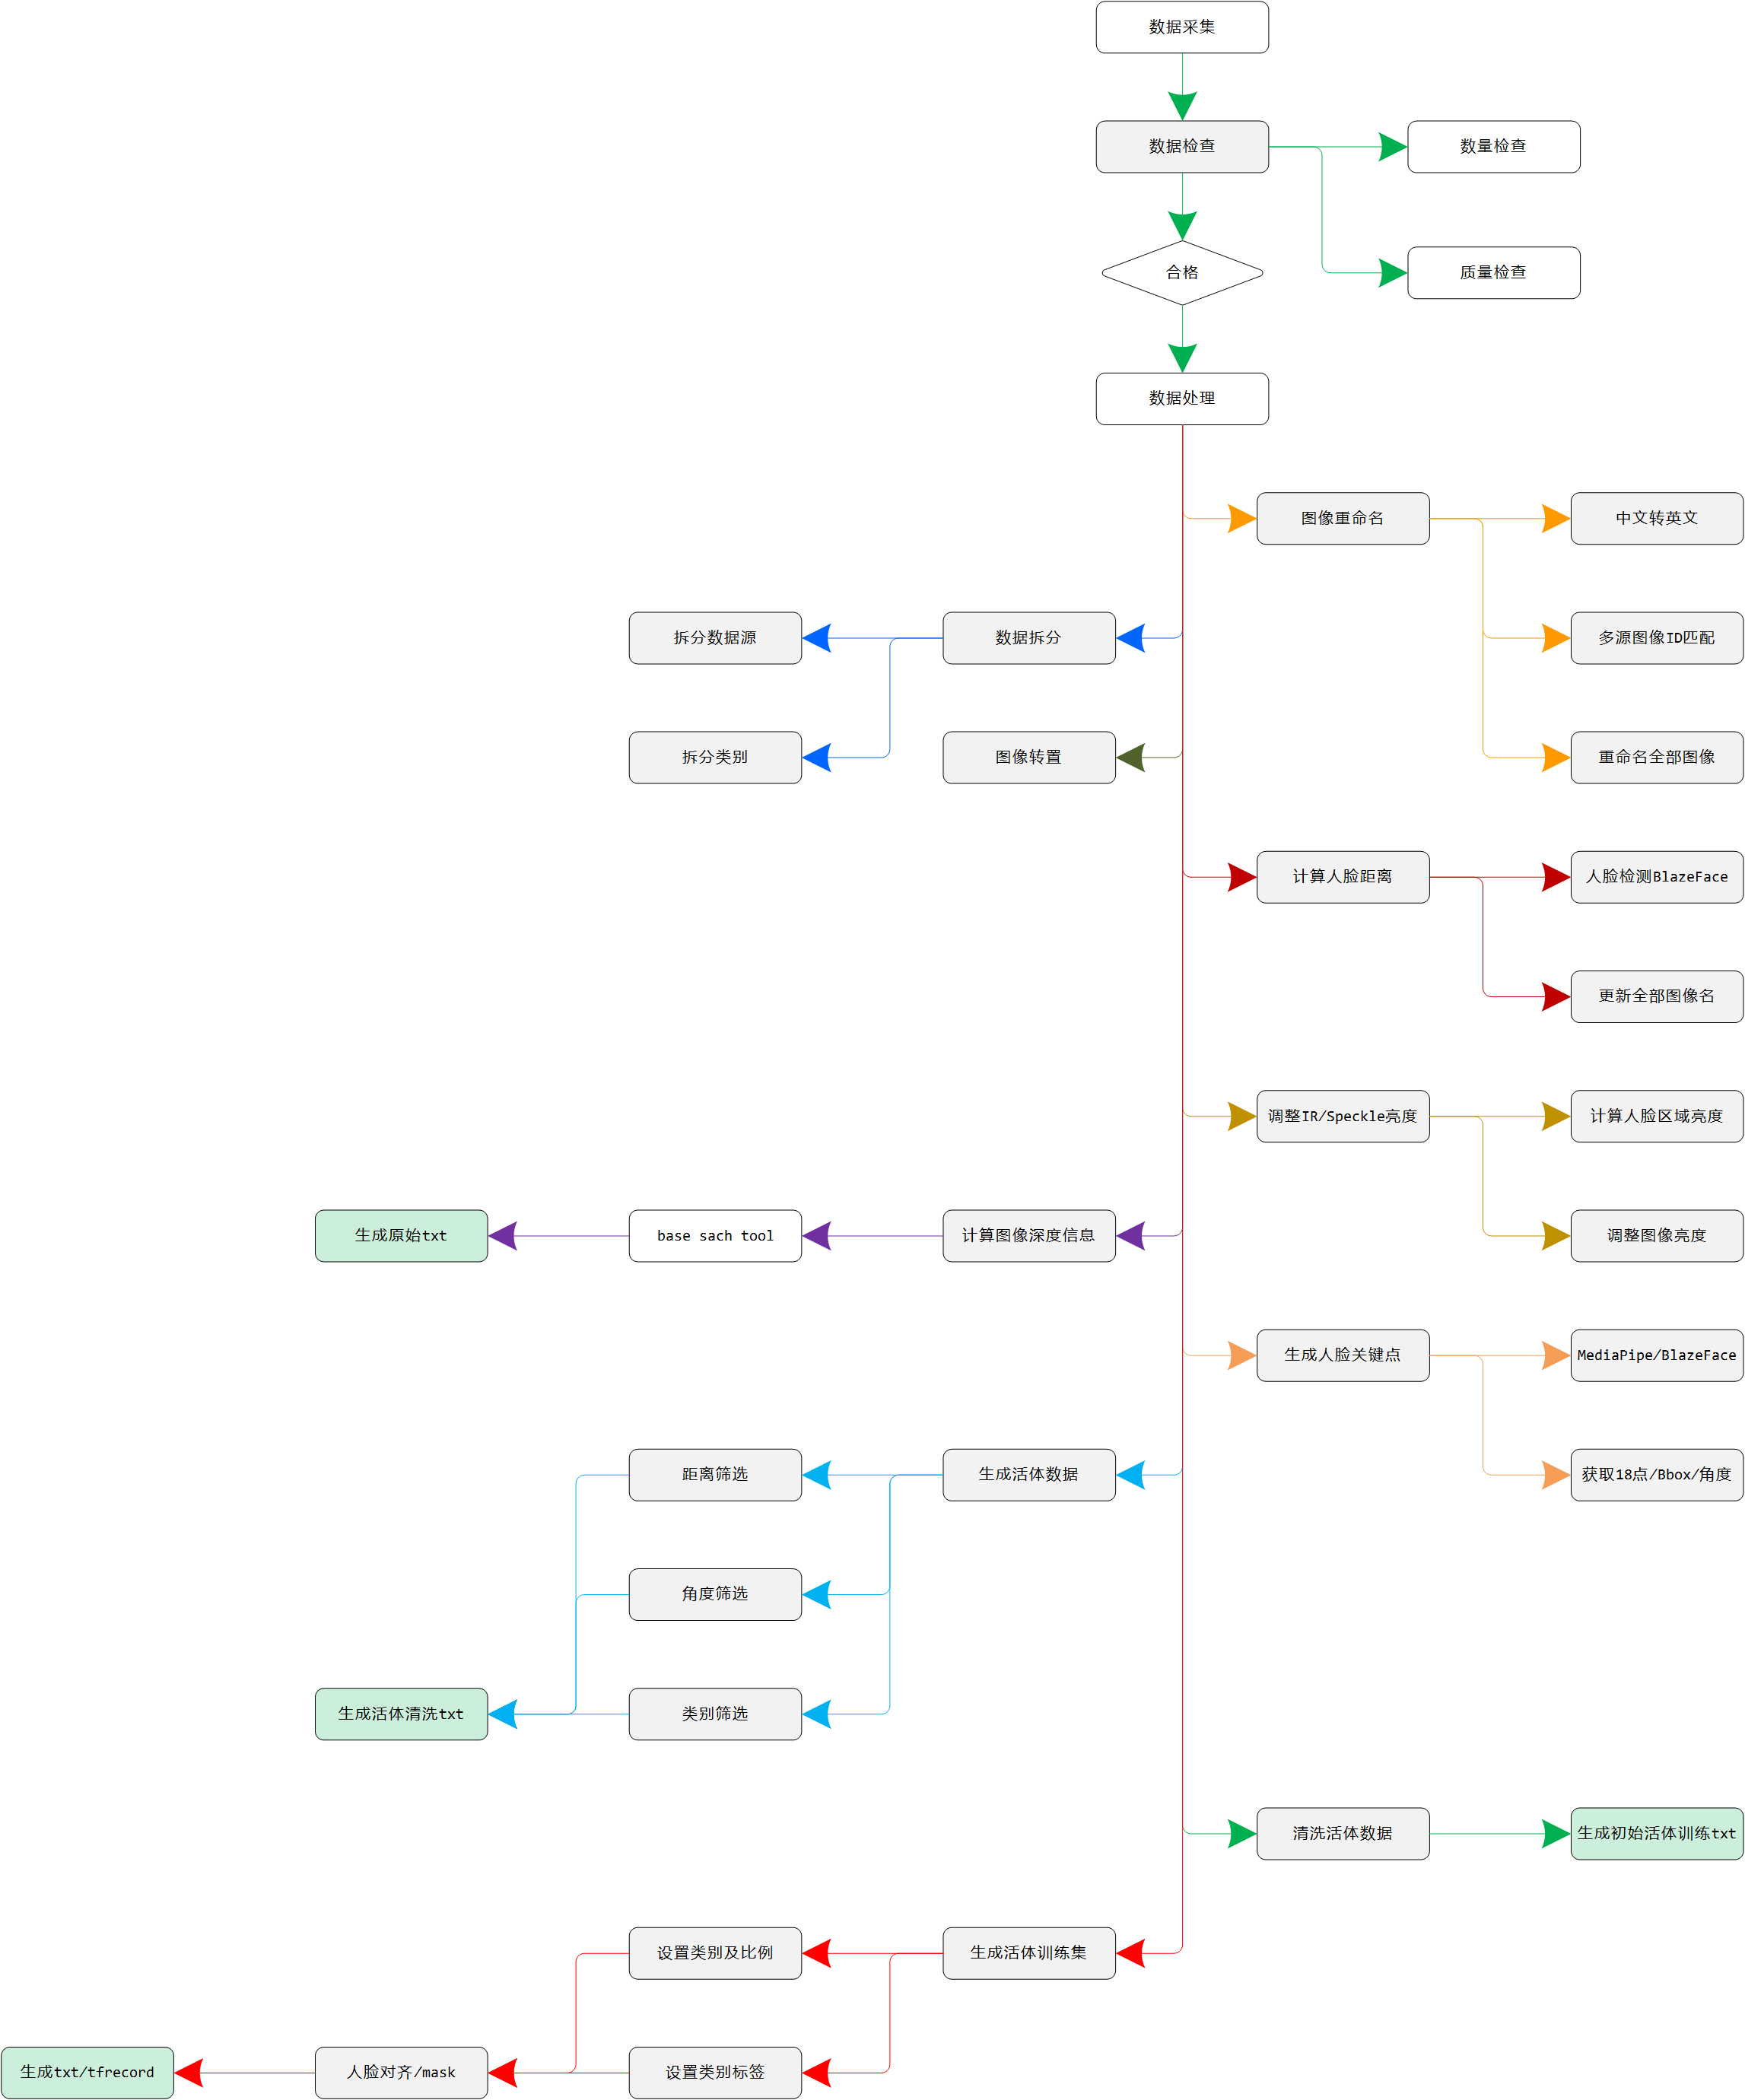 数据采集
数据检查
数量检查
合格
质量检查
数据处理
图像重命名
中文转英文
拆分数据源
数据拆分
多源图像ID匹配
拆分类别
图像转置
重命名全部图像
计算人脸距离
人脸检测BlazeFace
更新全部图像名
调整IR/Speckle亮度
计算人脸区域亮度
生成原始txt
base sach tool
计算图像深度信息
调整图像亮度
生成人脸关键点
MediaPipe/BlazeFace
距离筛选
生成活体数据
获取18点/Bbox/角度
角度筛选
生成活体清洗txt
类别筛选
清洗活体数据
生成初始活体训练txt
设置类别及比例
生成活体训练集
生成txt/tfrecord
人脸对齐/mask
设置类别标签